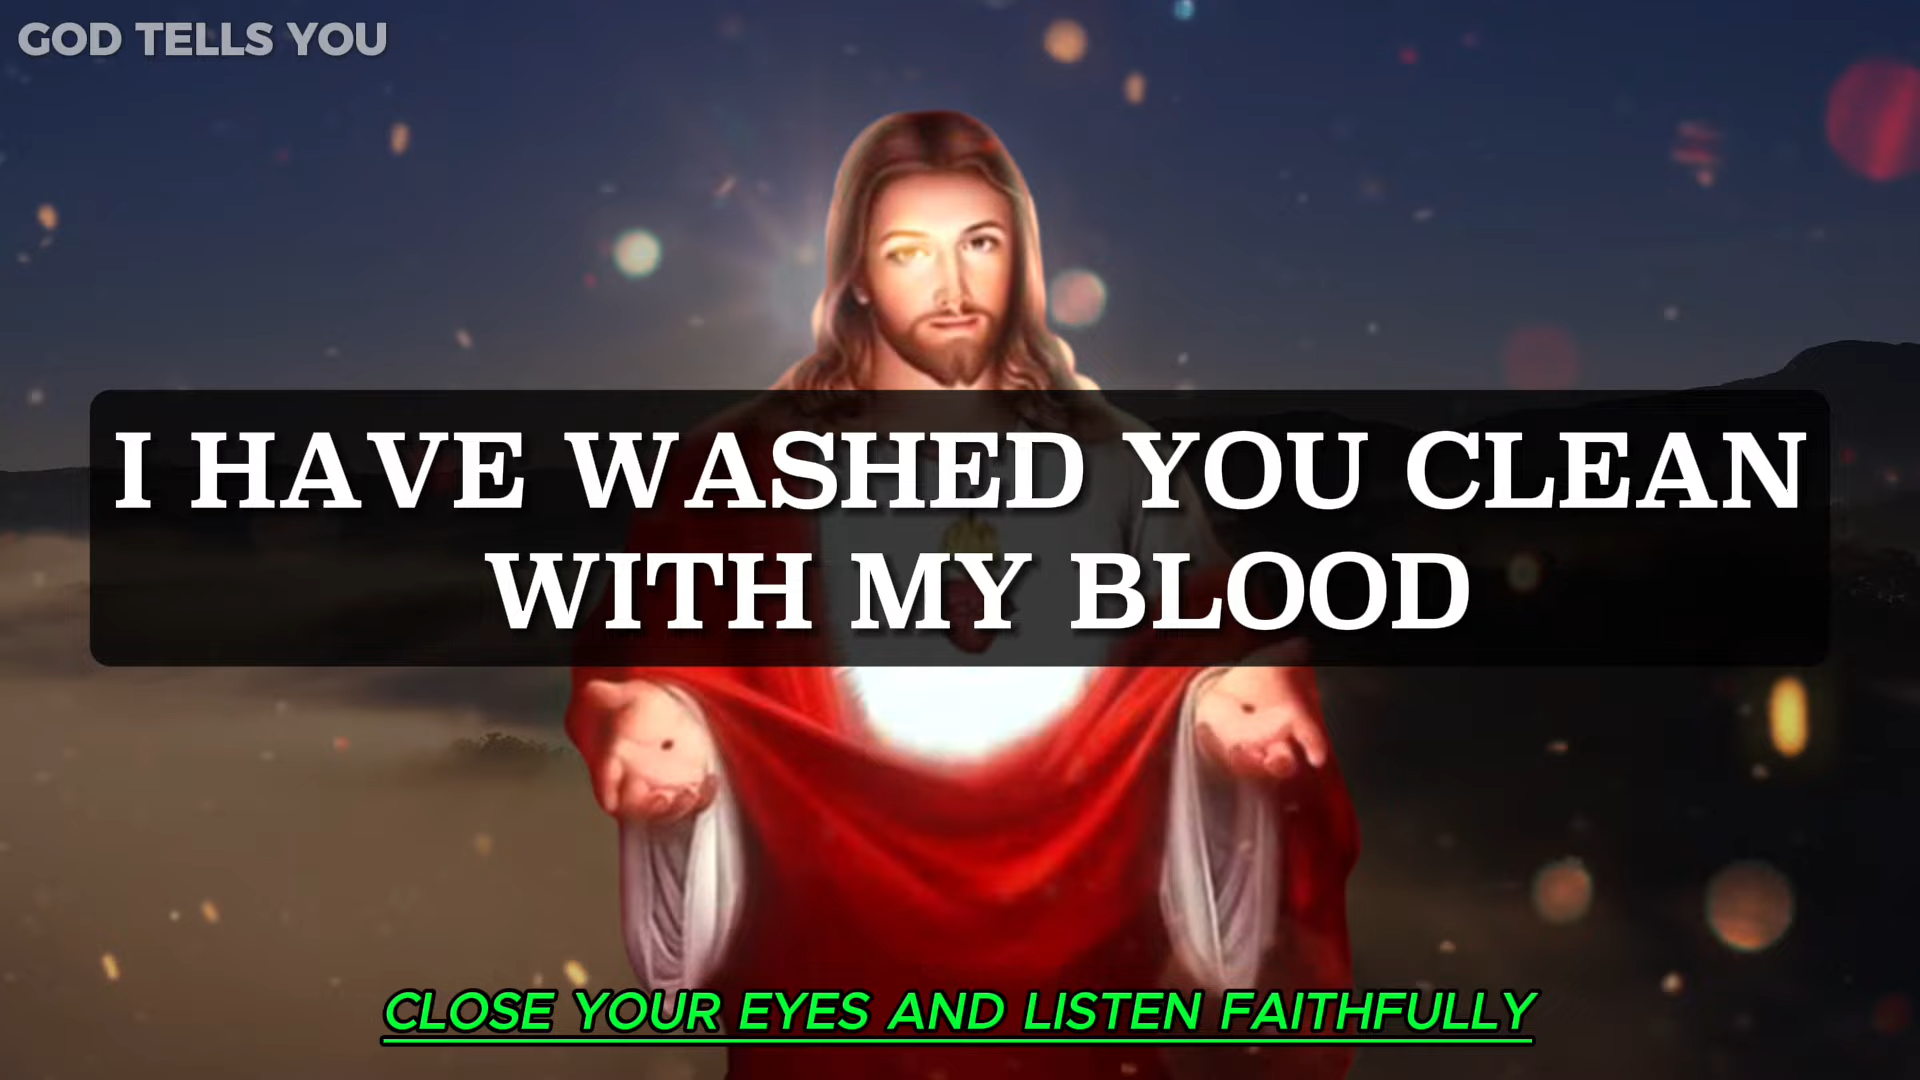 GOD TELLS YOU
I HAVE WASHED YOU CLEAN
WITH MY BLOOD
CLOSE YOUR EYES AND LISTEN FAITHFULLY